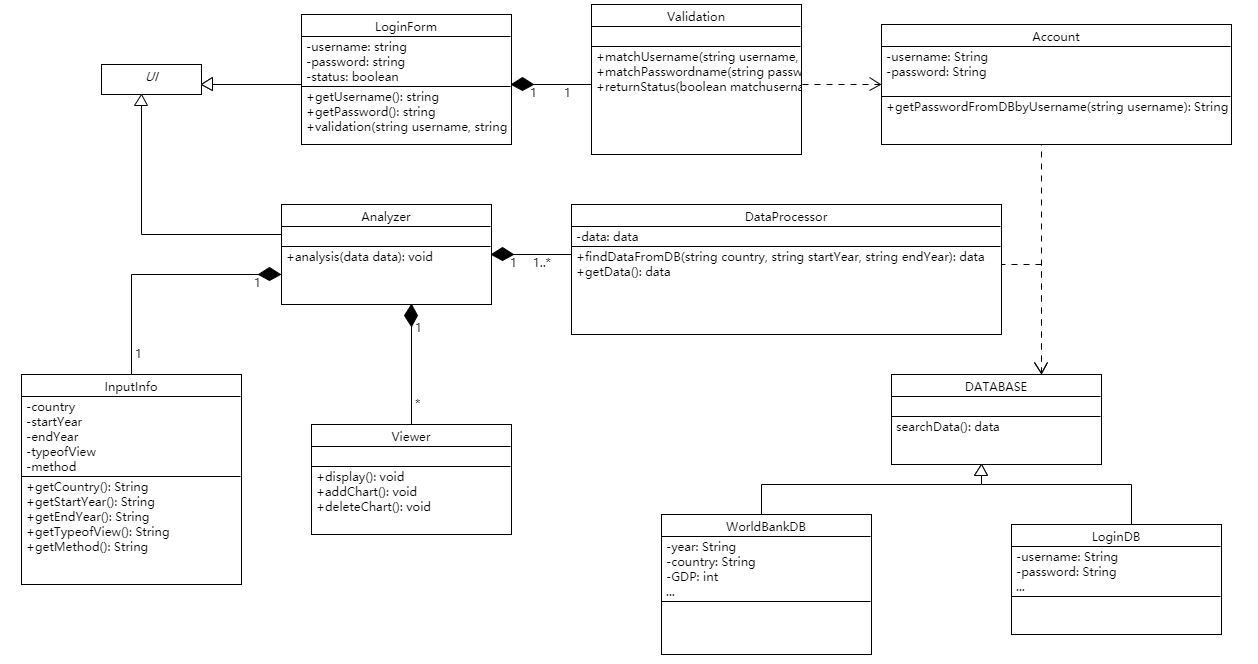 LoginForm
-username: string
-password: string
-status: boolean
+getUsername(): string
+getPassword(): string
+validation(string username, string
UI
1
1
Validation
+matchUsername(string username,
+matchPasswordname(string passw
+returnStatus(boolean matchuserna
Account
-username: String
-password: String
+getPasswordFromDBbyUsername(string username): String
Analyzer
+analysis(data data): void
1
1..*
DataProcessor
-data: data
+findDataFromDB(string country, string startYear, string endYear): data
+getData(): data
1
1
1
*
InputInfo
-country
-startYear
-endYear
-typeofView
-method
+getCountry(): String
+getStartYear(): String
+getEndYear(): String
+getTypeofView(): String
+getMethod(): String
Viewer
+display(): void
+addChart(): void
+deleteChart(): void
DATABASE
searchData(): data
WorldBankDB
-year: String
-country: String
-GDP: int
...
LoginDB
-username: String
-password: String
...